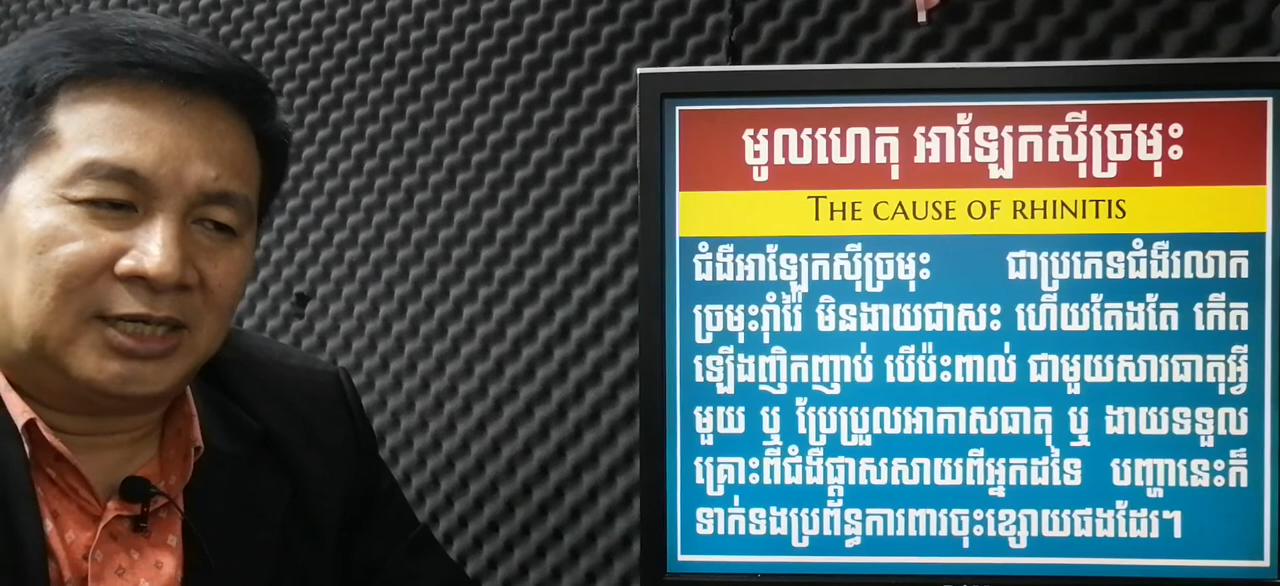 មូលហេតុ អាឡែកស៊ីច្រមុះ
THE CAUSE OF RHINITIS
ជំងឺអាឡែកស៊ីច្រមុះ ជាប្រភេទជំងឺរលាក
ច្រមុះរ៉ាំរ៉ៃ មិនងាយជាសះ ហើយតែងតែ កើត
ឡើងញឹកញាប់ បើប៉ះពាល់ ជាមួយសារធាតុអ្វី
មួយ ឬ ប្រែប្រួលអាកាសធាតុ ឬ ងាយទទួល
គ្រោះពីជំងឺផ្តាសសាយពីអ្នកដទៃ បញ្ហានេះក៏
ទាក់ទងប្រព័ន្ធការពារចុះខ្សោយផងដែរ។